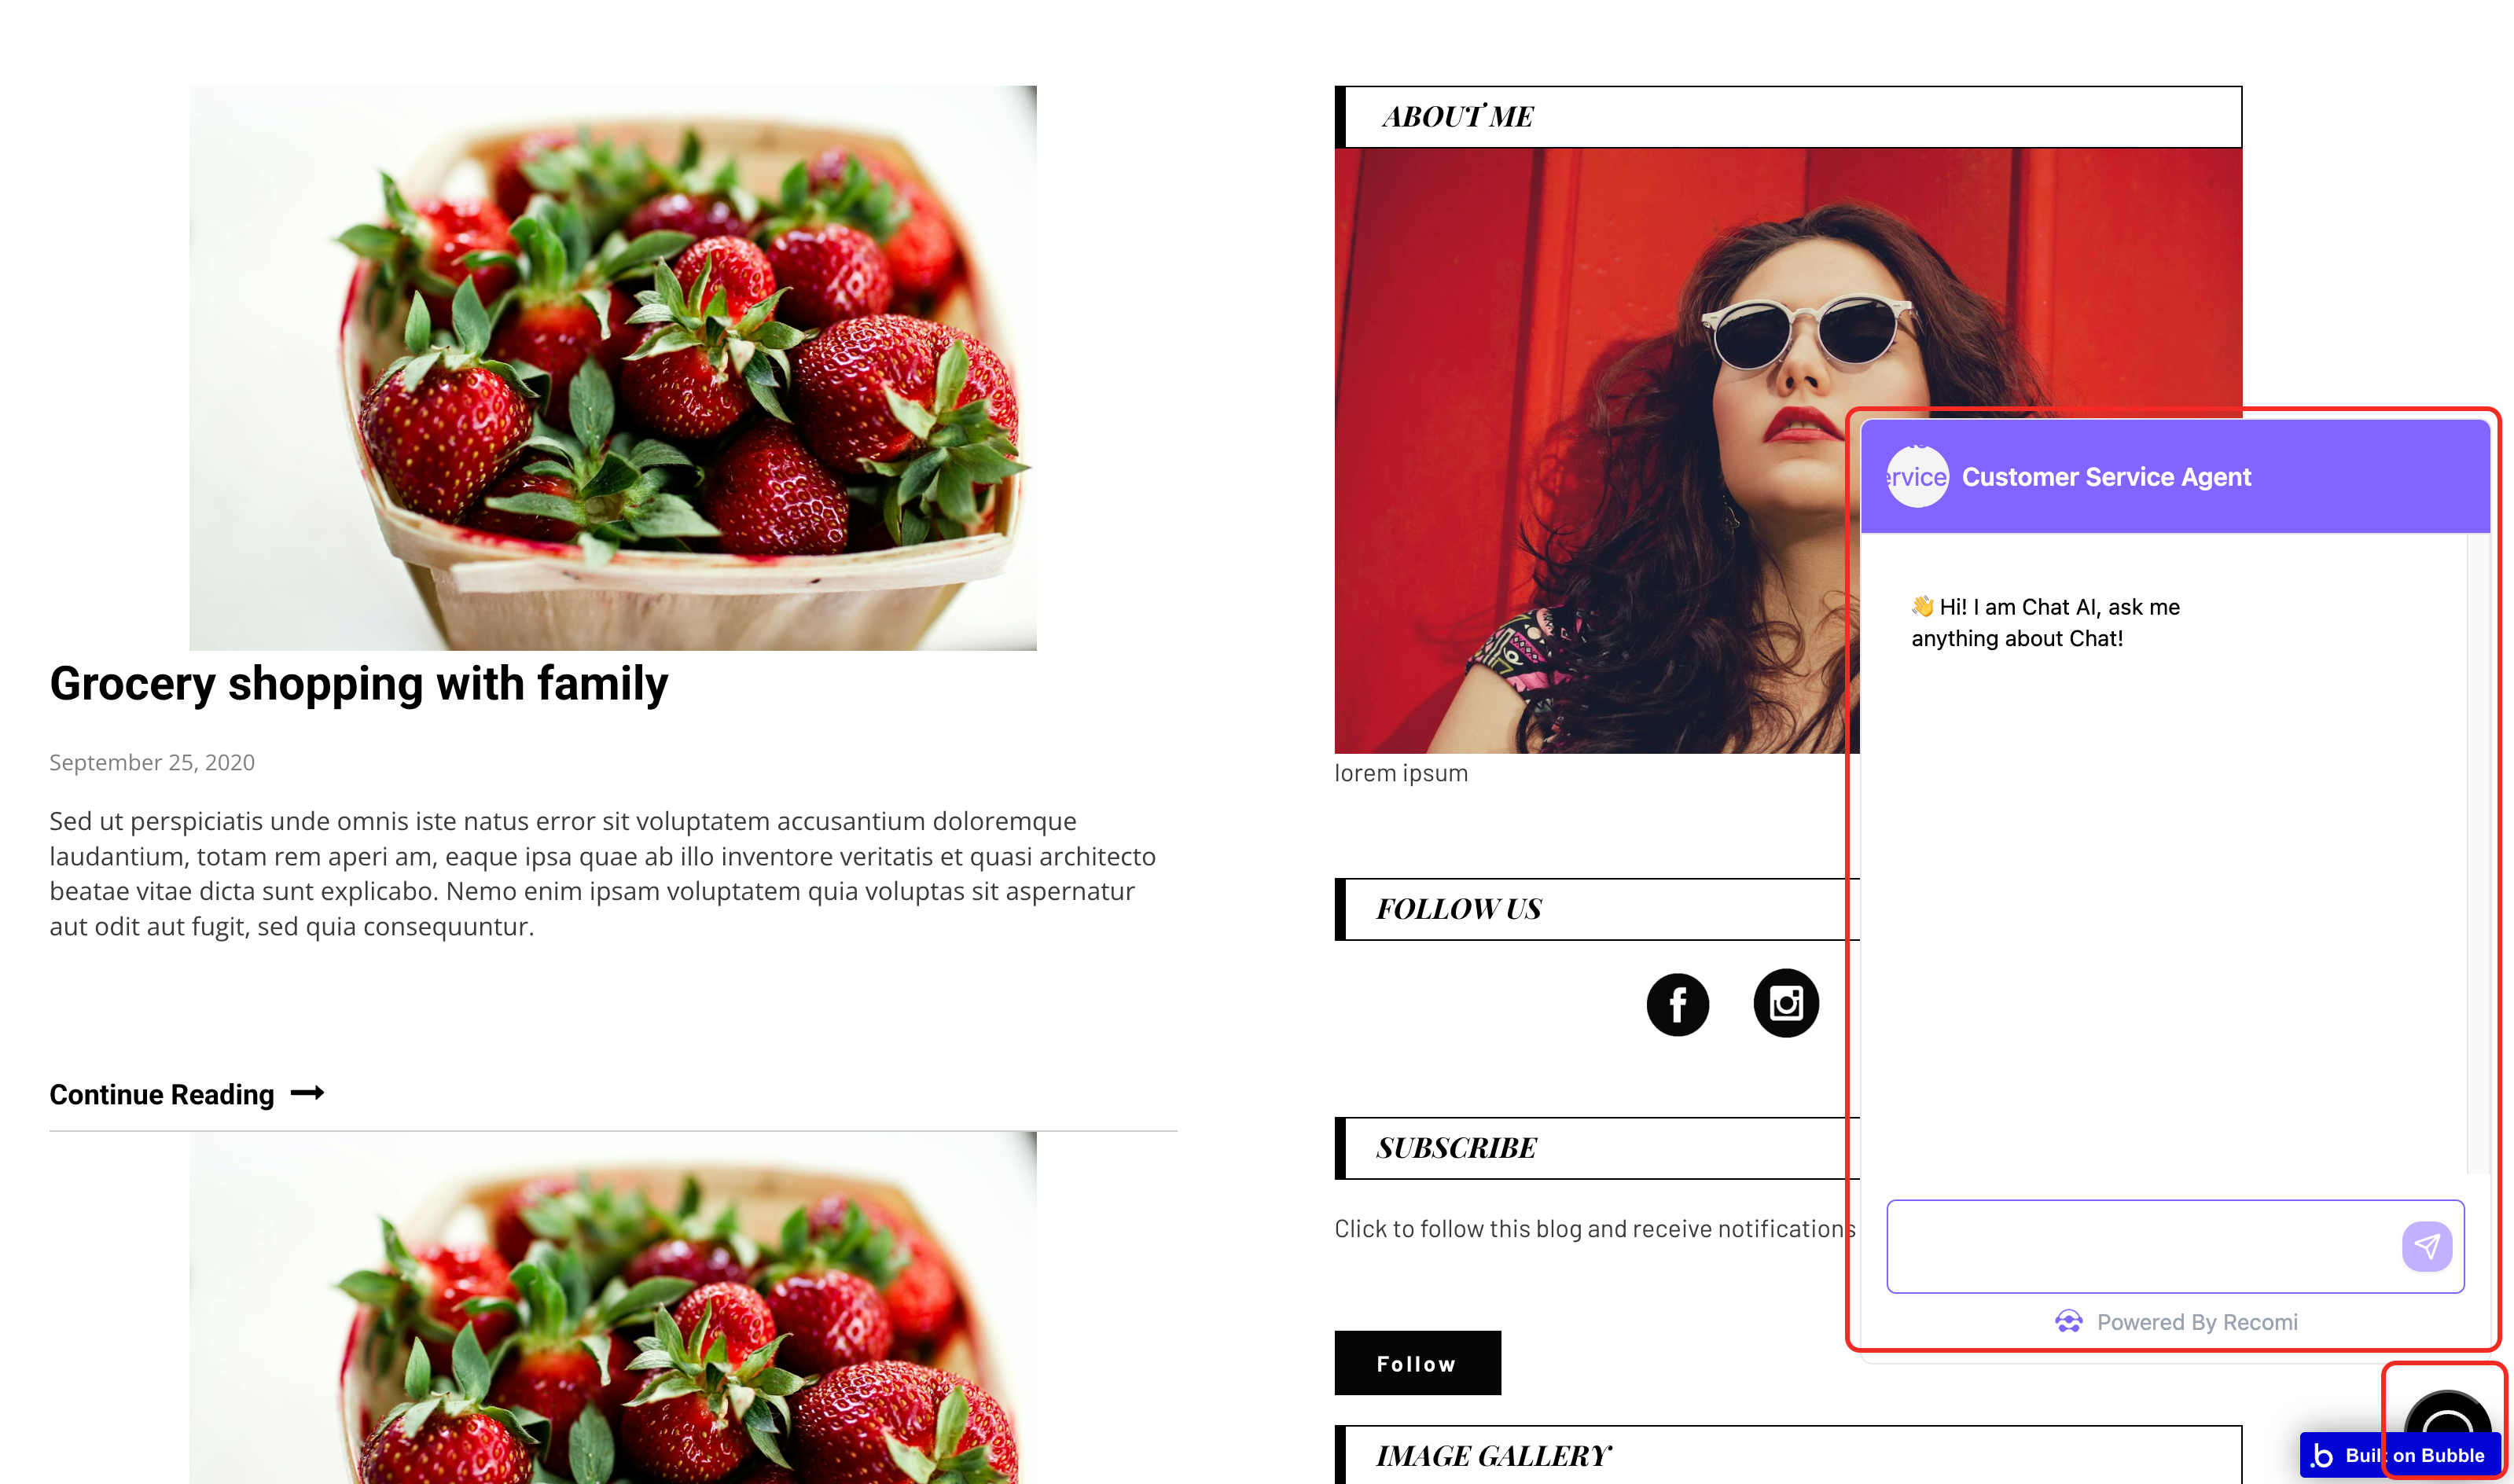 Grocery shopping with family
September 25, 2020
Sed ut perspiciatis unde omnis iste natus error sit voluptatem accusantium doloremque
laudantium, totam rem aperi am, eaque ipsa quae ab illo inventore veritatis et quasi architecto
beatae vitae dicta sunt explicabo. Nemo enim ipsam voluptatem quia voluptas sit aspernatur
aut odit aut fugit, sed quia consequuntur.
Continue Reading
ABOUT ME
lorem ipsum
FOLLOW US
SUBSCRIBE
Click to follow this blog and receive notifications
Follow
IMAGE GALLERY
ervice
Customer Service Agent
👋 Hi! I am Chat AI, ask me
anything about Chat!
Powered By Recomi
Built on Bubble